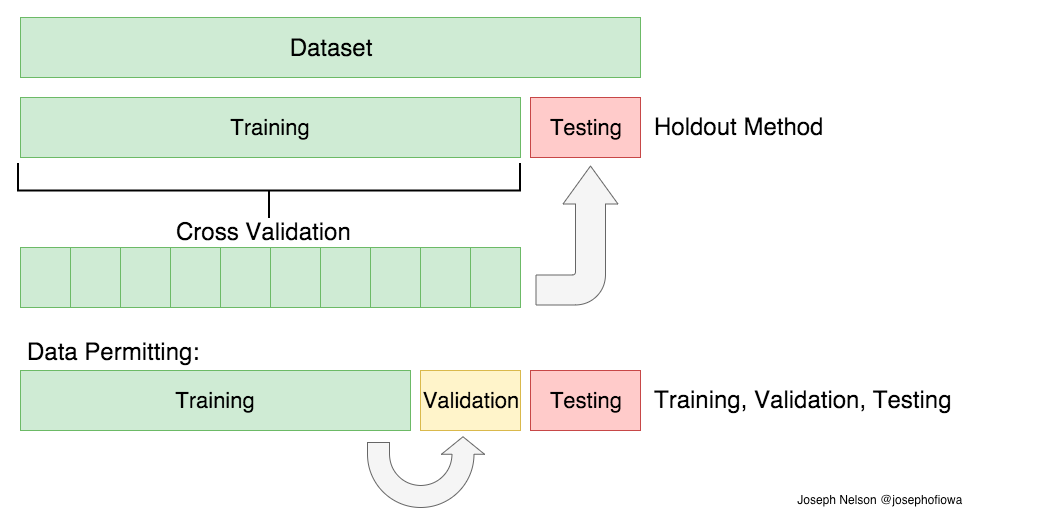 Dataset
Training
Testing
Holdout Method
Cross Validation
Data Permitting:
Training
Validation
Testing
Training, Validation, Testing
Joseph Nelson @josephofiowa